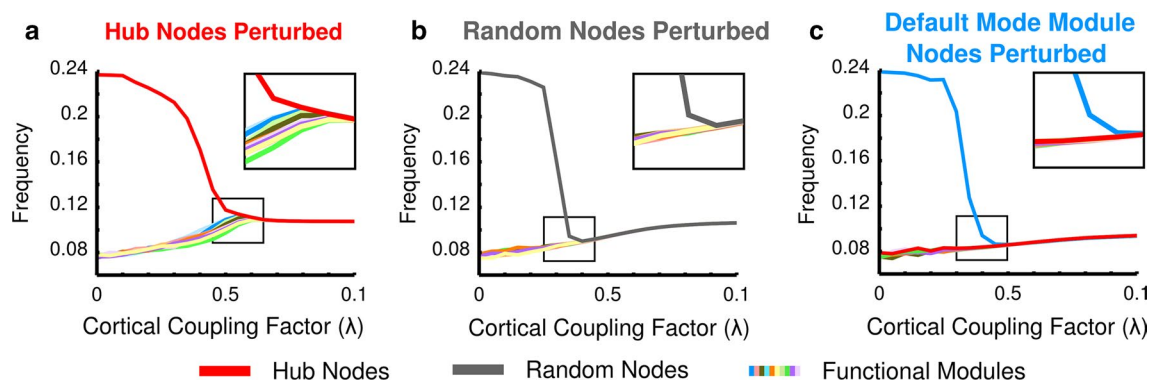 a
Hub Nodes Perturbed
0.24
0.2
0.16
0.12
0.08
Frequency
0
0.5
0.1
Cortical Coupling Factor (λ)
b
Random Nodes Perturbed
0.24
0.2
0.16
0.12
0.08
Frequency
0
0.5
0.1
Cortical Coupling Factor (λ)
c
Default Mode Module
Nodes Perturbed
0.24
0.2
0.16
0.12
0.08
Frequency
0
0.5
0.1
Cortical Coupling Factor (λ)
Hub Nodes
Random Nodes
Functional Modules